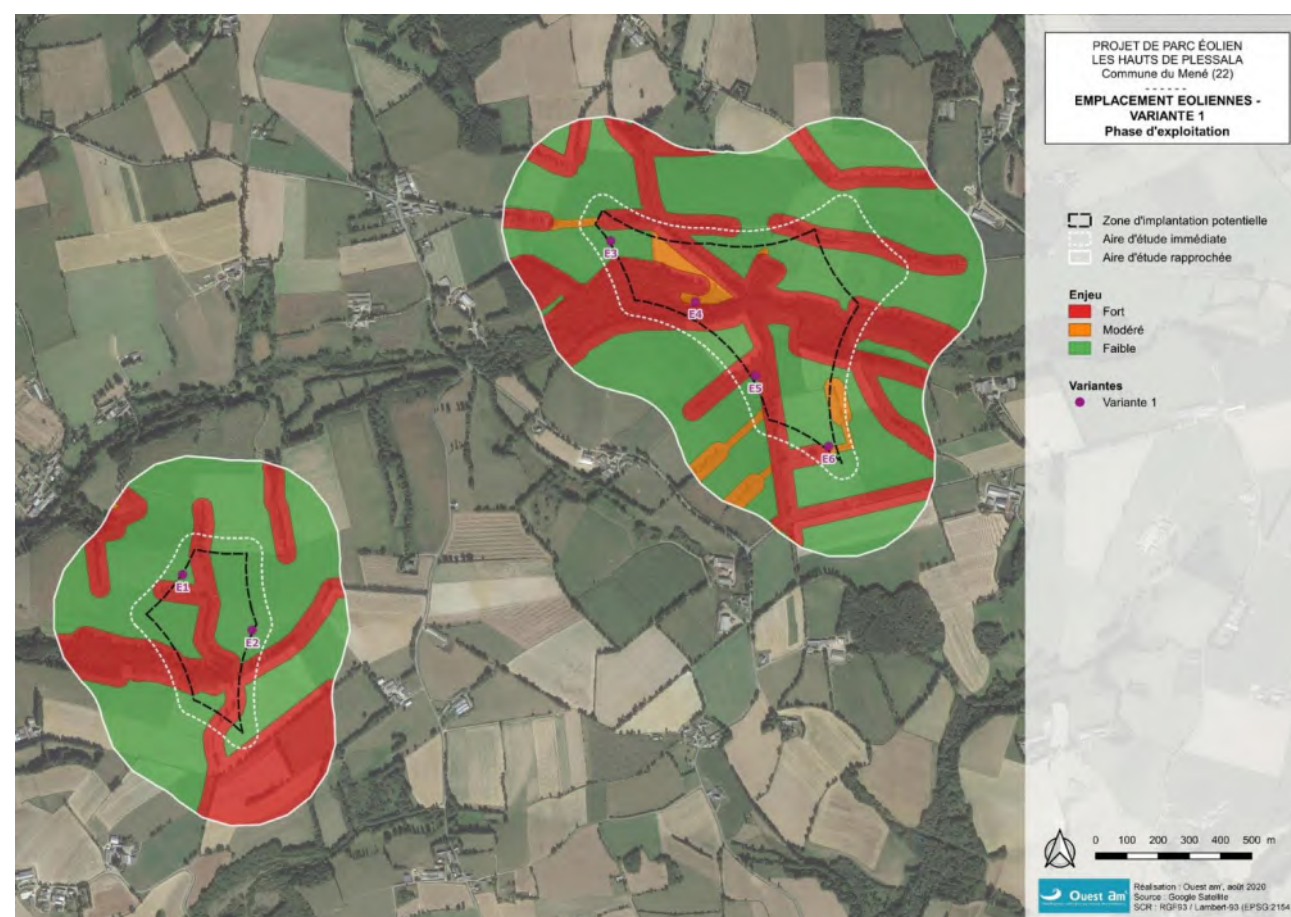 PROJET DE PARC ÉOLIEN
LES HAUTS DE PLESSALA
Commune du Mené (22)
------
EMPLACEMENT EOLIENNES -
VARIANTE 1
Phase d'exploitation
Zone d'implantation potentielle
Aire d'étude immédiate
Aire d'étude rapprochée
Enjeu
Fort
Modéré
Faible
Variantes
Variante 1
E3
E4
E5
E6
E1
E2
0 100 200 300 400 500 m
Ouest am'
Réalisation : Ouest am', août 2020
Source : Google Satellite
SCR : RGF93 / Lambert-93 (EPSG:2154